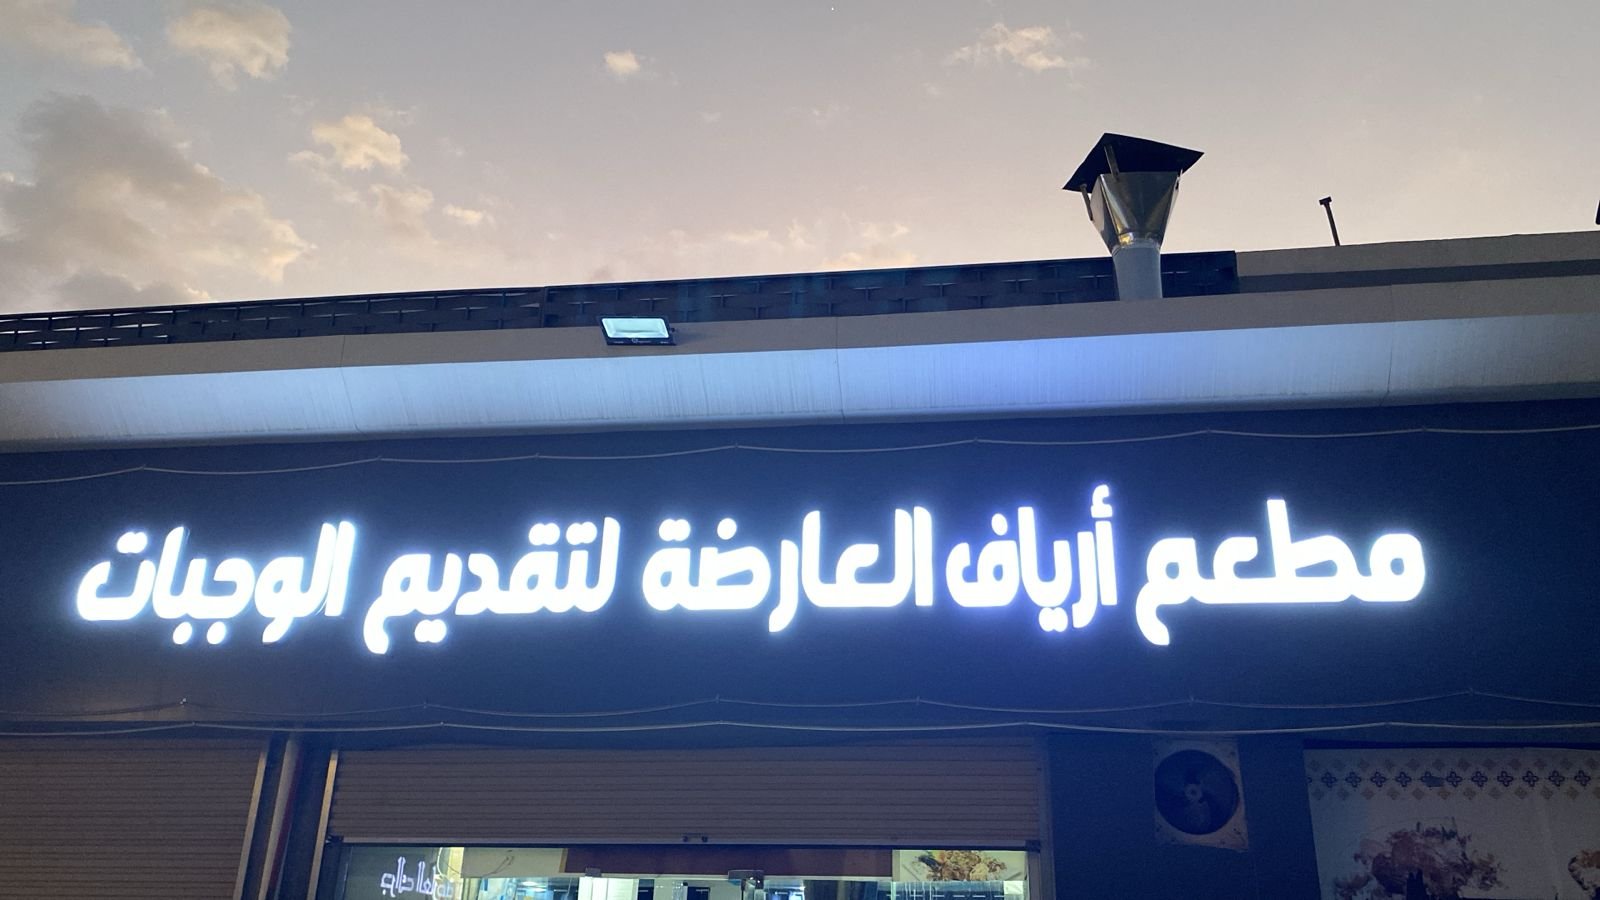 مطعم أرياف العارضة لتقديم الوجبات